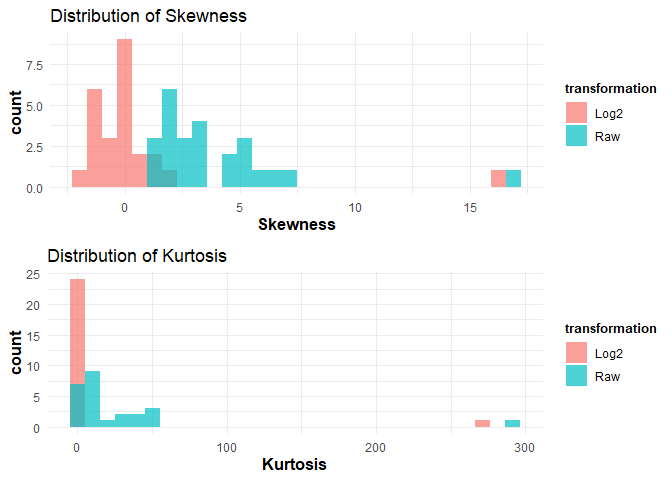 Distribution of Skewness
7.5
5.0
2.5
0.0
count
0 5 10 15
Skewness
transformation
Log2
Raw
Distribution of Kurtosis
25
20
15
10
5
0
count
0 100 200 300
Kurtosis
transformation
Log2
Raw